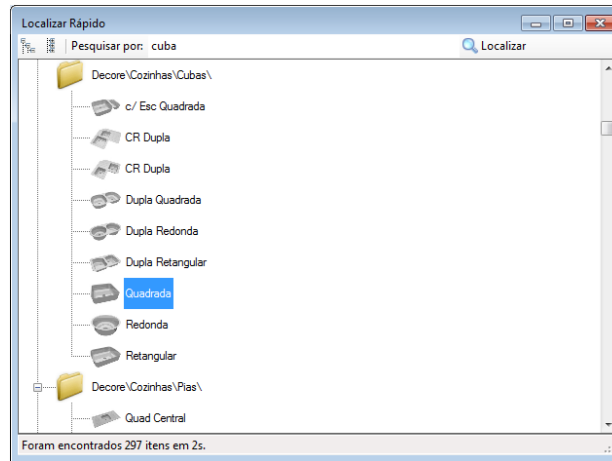 Localizar Rápido
Pesquisar por: cuba Localizar
Decore\Cozinhas\Cubas\
c/ Esc Quadrada
CR Dupla
CR Dupla
Dupla Quadrada
Dupla Redonda
Dupla Retangular
Quadrada
Redonda
Retangular
Decore\Cozinhas\Pias\
Quad Central
Foram encontrados 297 itens em 2s.